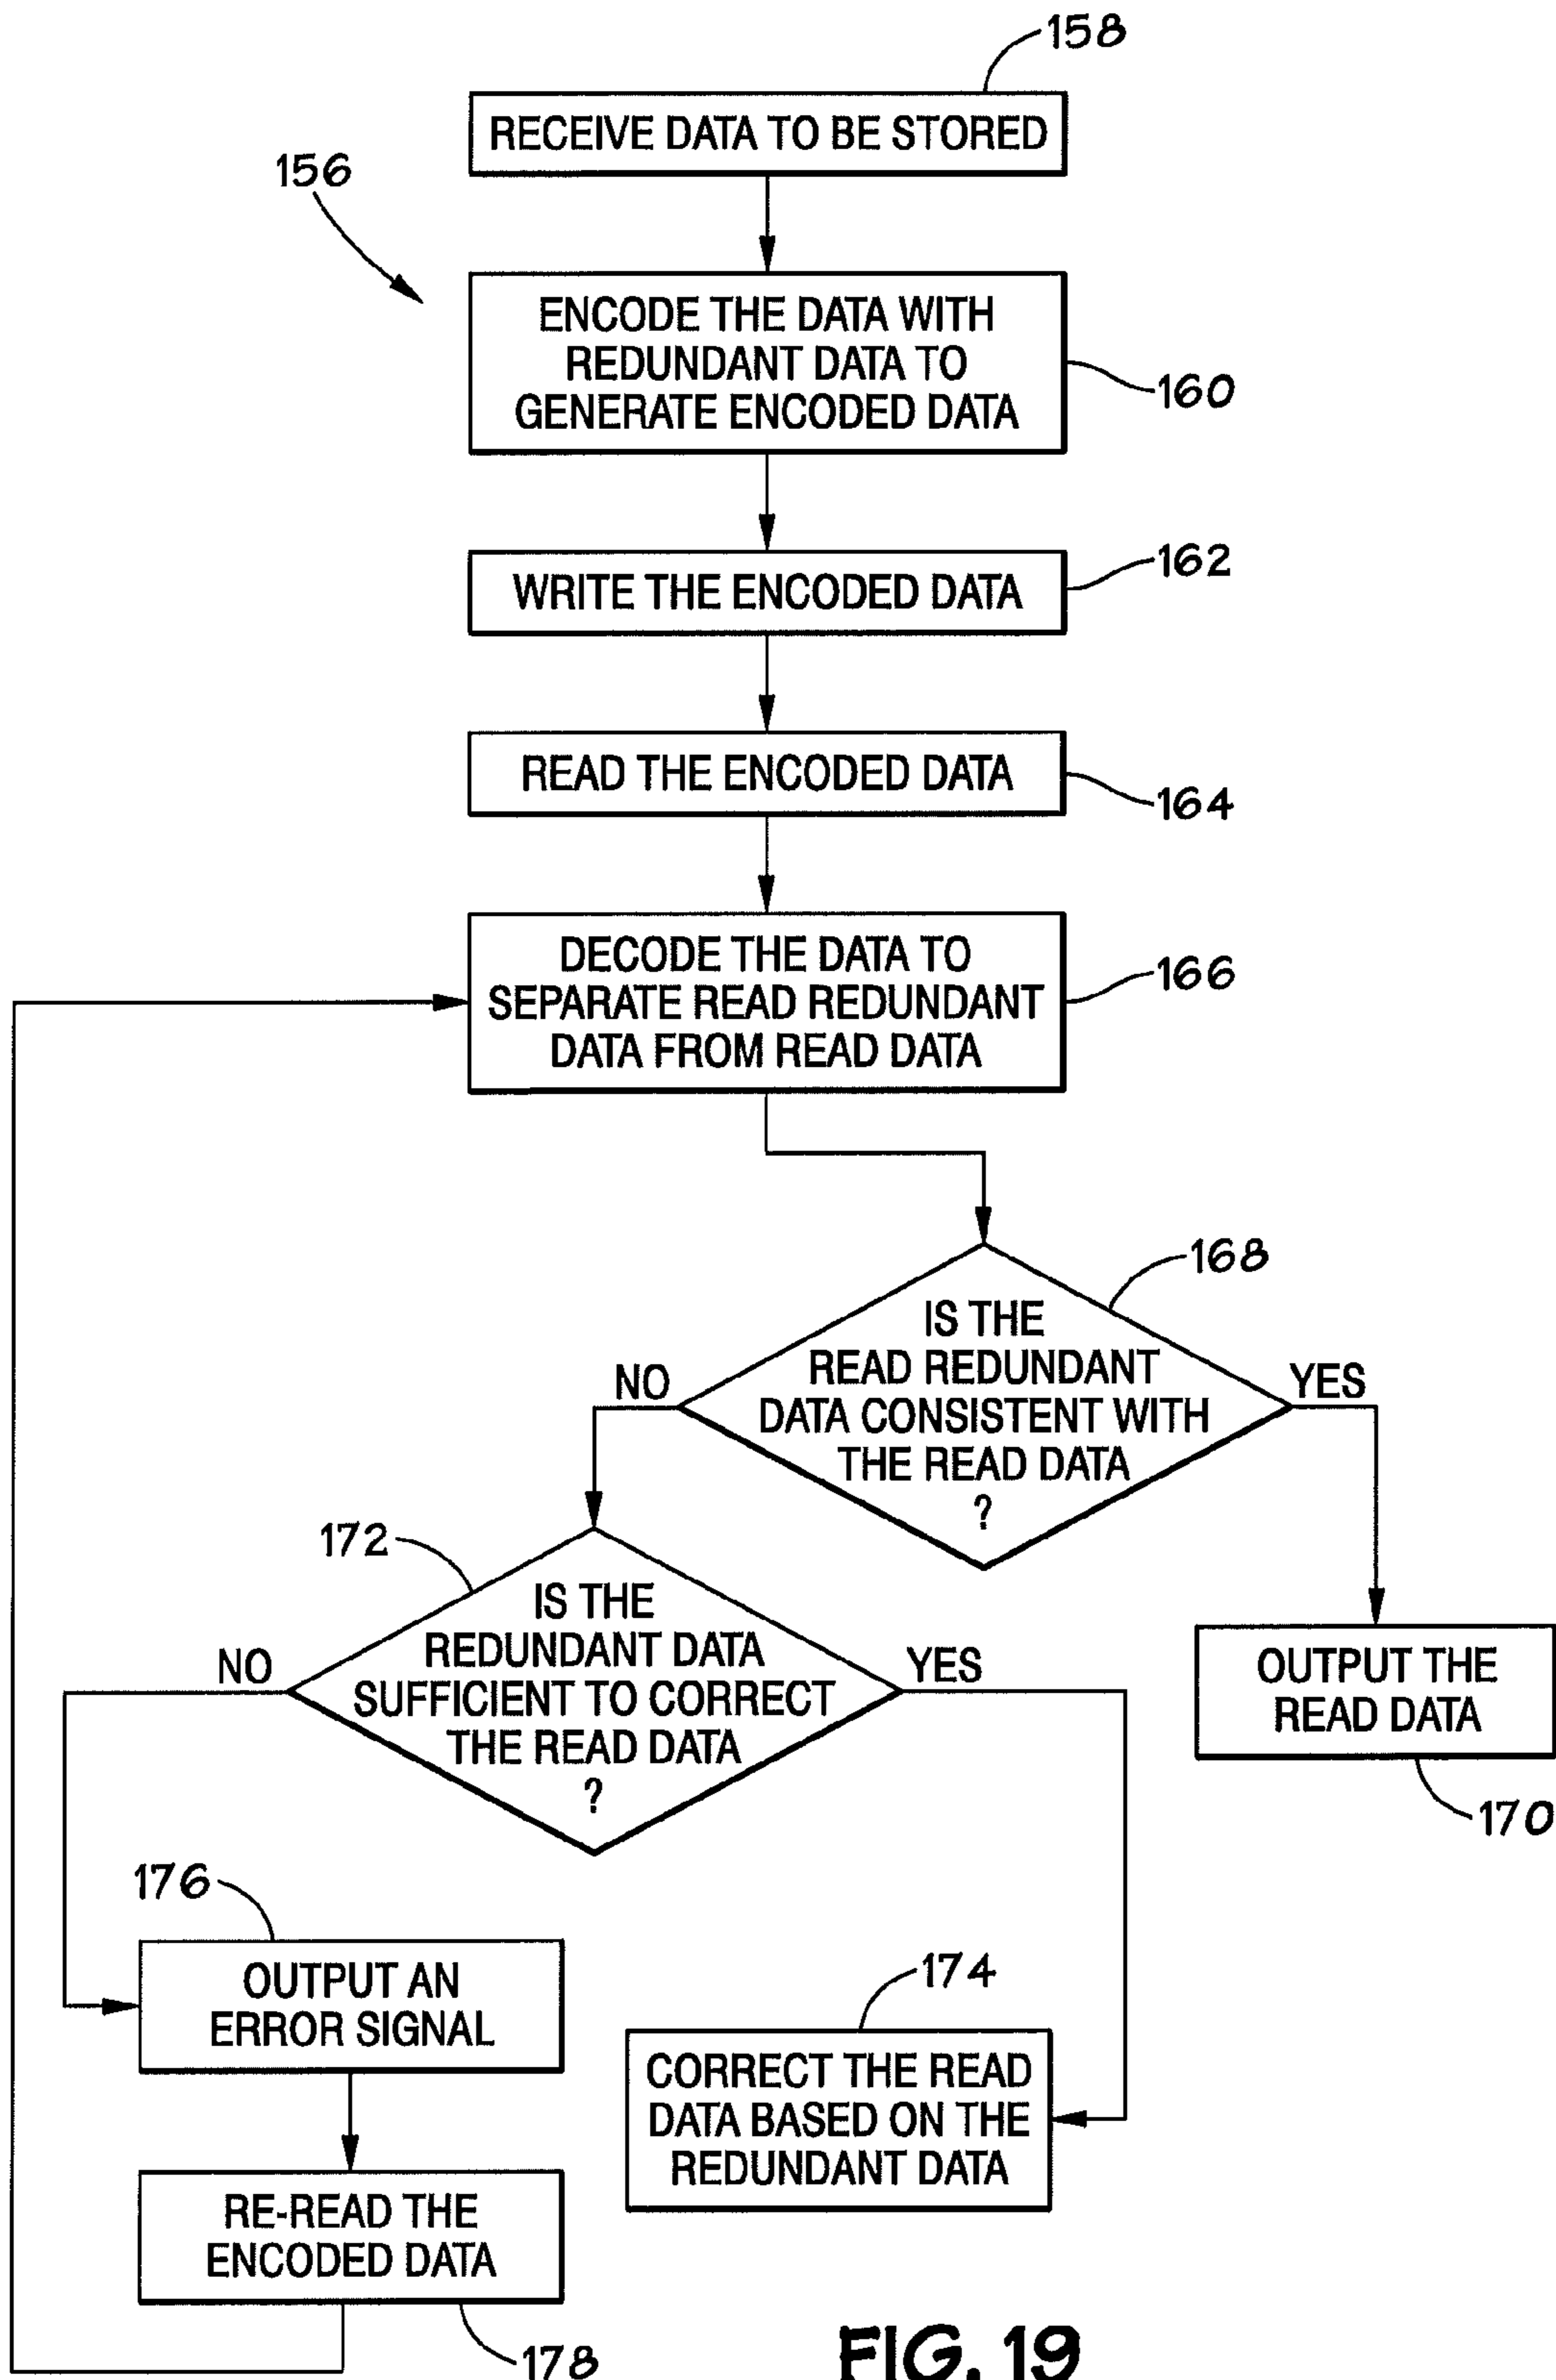 158
RECEIVE DATA TO BE STORED
156
ENCODE THE DATA WITH
REDUNDANT DATA TO
GENERATE ENCODED DATA
160
162
WRITE THE ENCODED DATA
READ THE ENCODED DATA
164
DECODE THE DATA TO
SEPARATE READ REDUNDANT
DATA FROM READ DATA
166
168
IS THE
READ REDUNDANT
DATA CONSISTENT WITH
THE READ DATA
?
NO
YES
172
IS THE
REDUNDANT DATA
SUFFICIENT TO CORRECT
THE READ DATA
?
NO
YES
OUTPUT THE
READ DATA
170
176
OUTPUT AN
ERROR SIGNAL
174
CORRECT THE READ
DATA BASED ON THE
REDUNDANT DATA
RE-READ THE
ENCODED DATA
178
FIG. 19